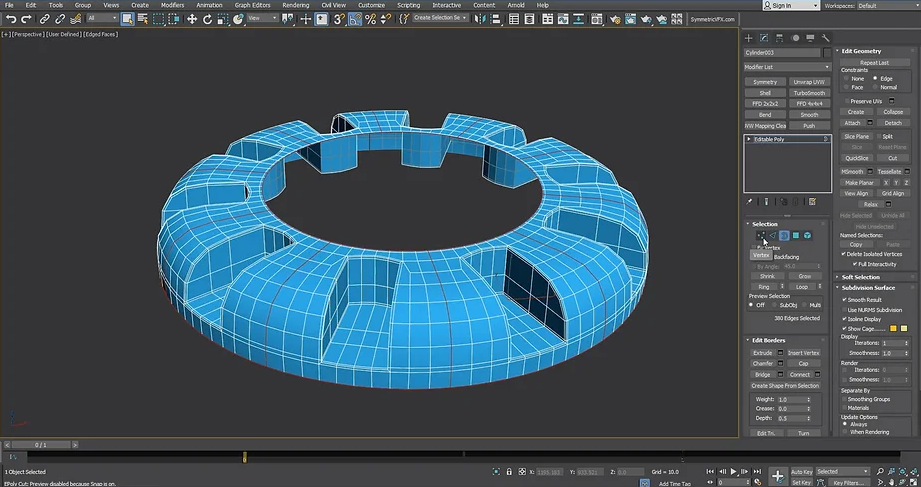 File Edit Tools Group Views Create Modifiers Animation Graph Editors Rendering Civil View Customize Scripting Interactive Content Arnold Help Sign In Workspaces: Default
All View Create Selection Se SymmetricVFX.com
[+] [Perspective] [User Defined] [Edged Faces]
Cylinder003
Modifier List
Symmetry Unwrap UVW
Shell TurboSmooth
FFD 2x2x2 FFD 4x4x4
Bend Smooth
IVW Mapping Clea Push
Editable Poly
Selection
By Vertex
Vertex Backfacing
By Angle: 45.0
Shrink Grow
Ring Loop
Preview Selection
Off SubObj Multi
380 Edges Selected
Edit Borders
Extrude Insert Vertex
Chamfer Cap
Bridge Connect
Create Shape From Selection
Weight: 1.0
Crease: 0.0
Depth: 0.5
Edit Tri. Turn
Edit Geometry
Repeat Last
Constraints
None Edge
Face Normal
Preserve UVs
Create Collapse
Attach Detach
Slice Plane Split
Slice Reset Plane
QuickSlice Cut
MSmooth Tessellate
Make Planar X Y Z
View Align Grid Align
Relax
Hide Selected Unhide All
Hide Unselected
Named Selections:
Copy Paste
Delete Isolated Vertices
Full Interactivity
Soft Selection
Subdivision Surface
Smooth Result
Use NURMS Subdivision
Isoline Display
Show Cage......
Display
Iterations: 1
Smoothness: 1.0
Render
Iterations: 0
Smoothness: 1.0
Separate By
Smoothing Groups
Materials
Update Options
Always
When Rendering
0 / 1
0
1 Object Selected
X: Y: Z: 0.0 Grid = 10.0
Auto Key Selected
EPoly Cut: Preview disabled because Snap is on.
Add Time Tag
0
Set Key Key Filters...